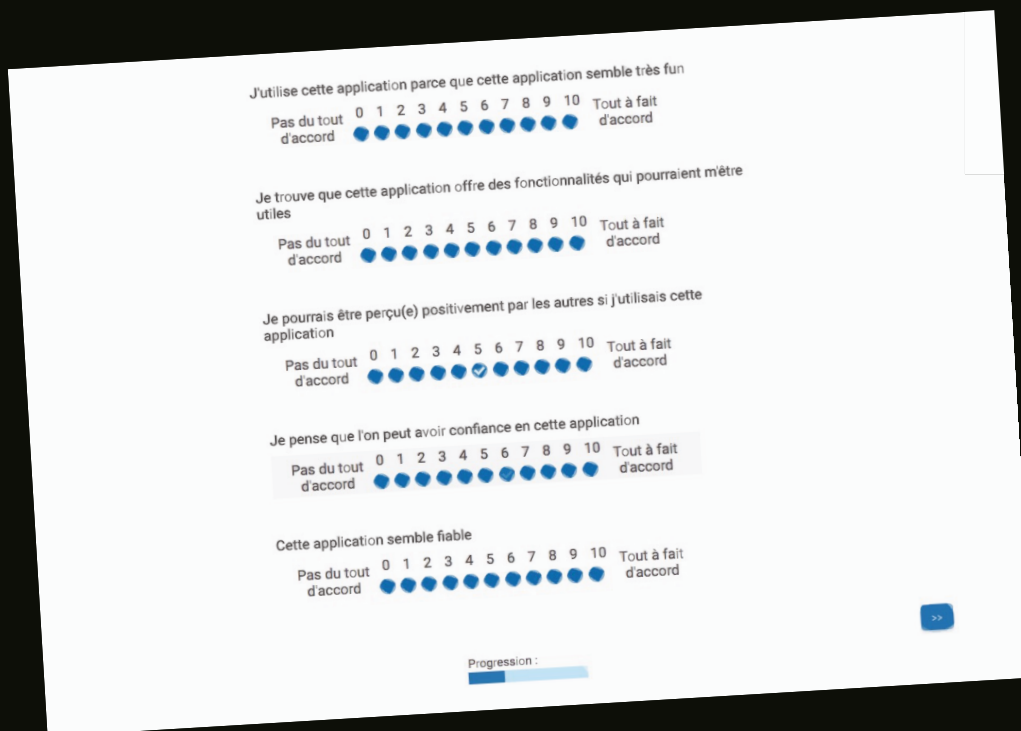 J'utilise cette application parce que cette application semble très fun
0 1 2 3 4 5 6 7 8 9 10
Pas du tout d'accord
Tout à fait d'accord
Je trouve que cette application offre des fonctionnalités qui pourraient m'être
utiles
0 1 2 3 4 5 6 7 8 9 10
Pas du tout d'accord
Tout à fait d'accord
Je pourrais être perçu(e) positivement par les autres si j'utilisais cette
application
0 1 2 3 4 5 6 7 8 9 10
Pas du tout d'accord
Tout à fait d'accord
Je pense que l'on peut avoir confiance en cette application
0 1 2 3 4 5 6 7 8 9 10
Pas du tout d'accord
Tout à fait d'accord
Cette application semble fiable
0 1 2 3 4 5 6 7 8 9 10
Pas du tout d'accord
Tout à fait d'accord
>>
Progression :